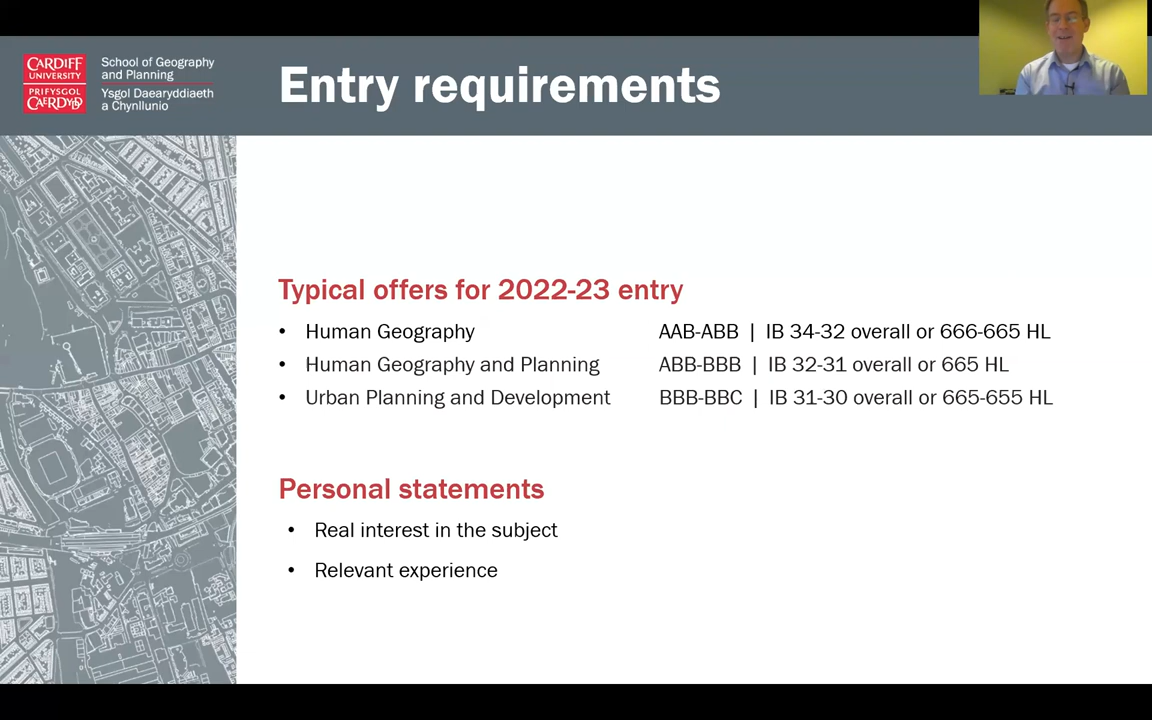 CARDIFF
UNIVERSITY
PRIFYSGOL
CAERDYDD
School of Geography
and Planning
Ysgol Daearyddiaeth
a Chynllunio
Entry requirements
Typical offers for 2022-23 entry
• Human Geography AAB-ABB | IB 34-32 overall or 666-665 HL
• Human Geography and Planning ABB-BBB | IB 32-31 overall or 665 HL
• Urban Planning and Development BBB-BBC | IB 31-30 overall or 665-655 HL
Personal statements
• Real interest in the subject
• Relevant experience